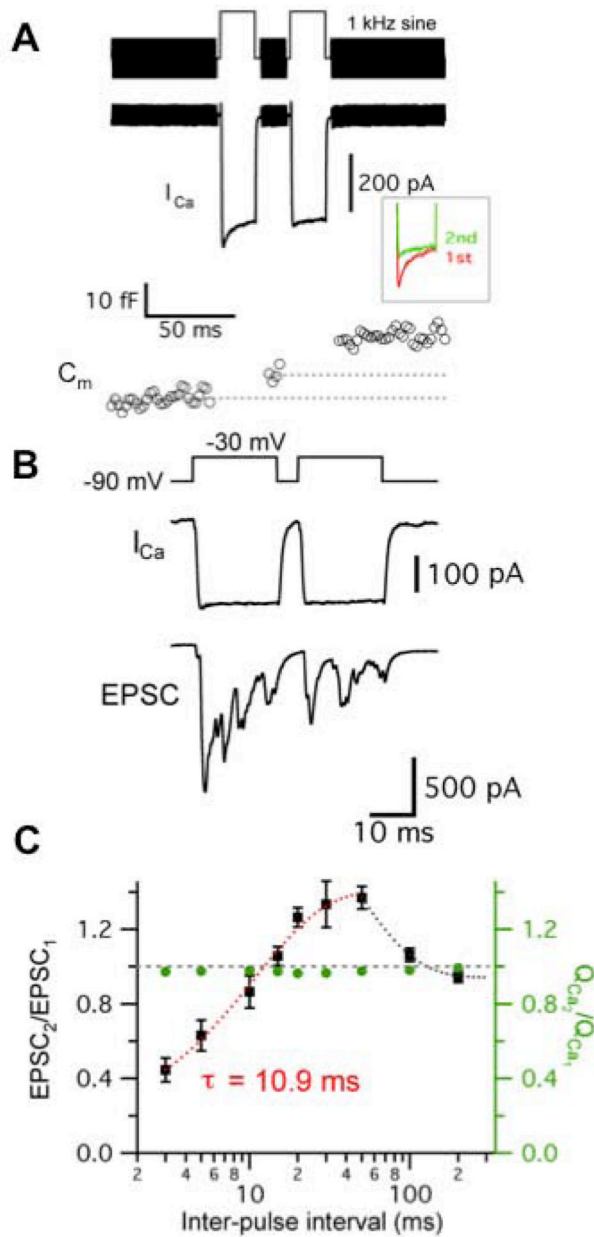 A
1 kHz sine
I Ca
200 pA
2nd
1st
10 fF
50 ms
Cm
B
-30 mV
-90 mV
ICa
100 pA
EPSC
500 pA
10 ms
C
EPSC2/EPSC1
QCa2/QCa1
1.2
0.8
0.4
0.0
1.2
0.8
0.4
0.0
τ = 10.9 ms
2 4 6 8 10 2 4 6 8 100 2
Inter-pulse interval (ms)